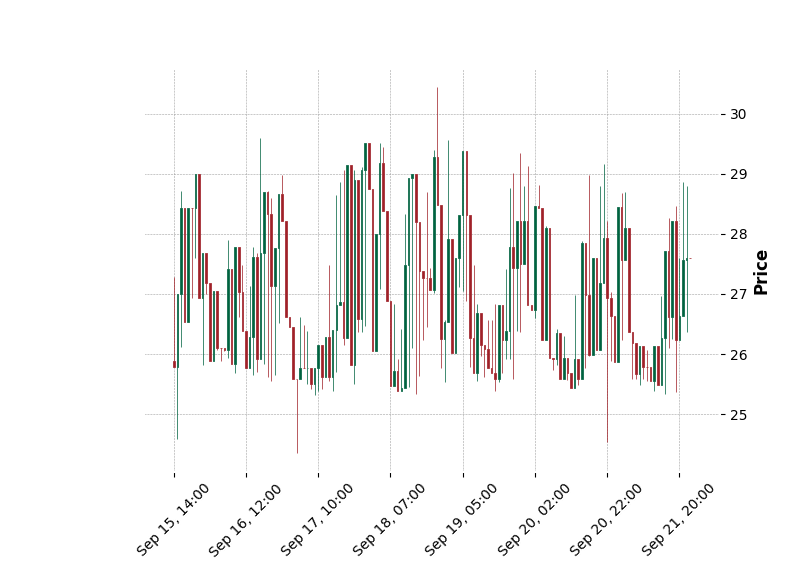 30
29
28
27
26
25
Price
Sep 15, 14:00
Sep 16, 12:00
Sep 17, 10:00
Sep 18, 07:00
Sep 19, 05:00
Sep 20, 02:00
Sep 20, 22:00
Sep 21, 20:00